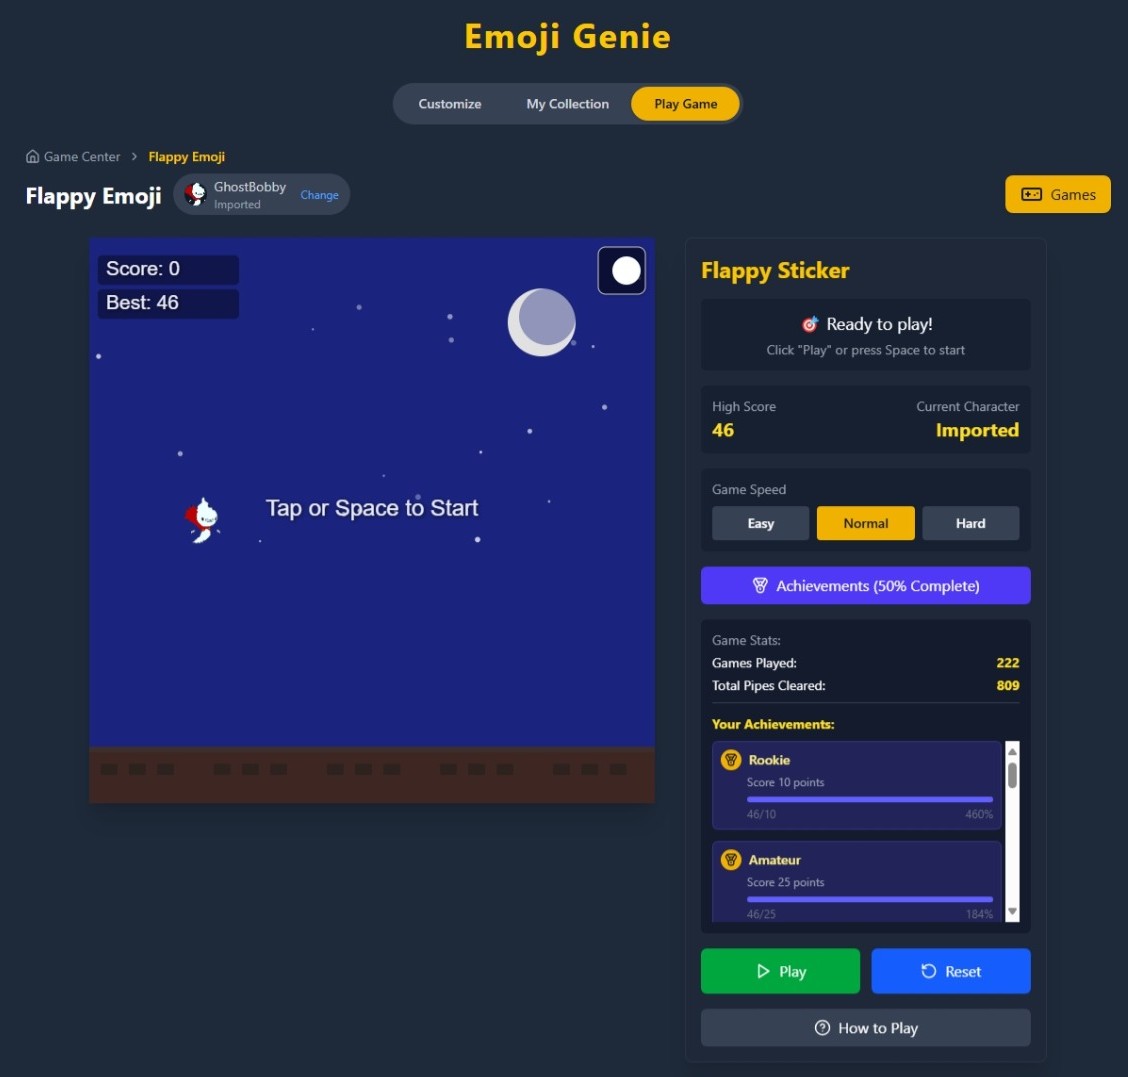 Emoji Genie
Customize
My Collection
Play Game
Game Center > Flappy Emoji
Flappy Emoji
GhostBobby
Imported
Change
Games
Score: 0
Best: 46
Tap or Space to Start
Flappy Sticker
🎯 Ready to play!
Click "Play" or press Space to start
High Score
46
Current Character
Imported
Game Speed
Easy
Normal
Hard
Achievements (50% Complete)
Game Stats:
Games Played: 222
Total Pipes Cleared: 809
Your Achievements:
Rookie
Score 10 points
46/10 460%
Amateur
Score 25 points
46/25 184%
Play
Reset
How to Play